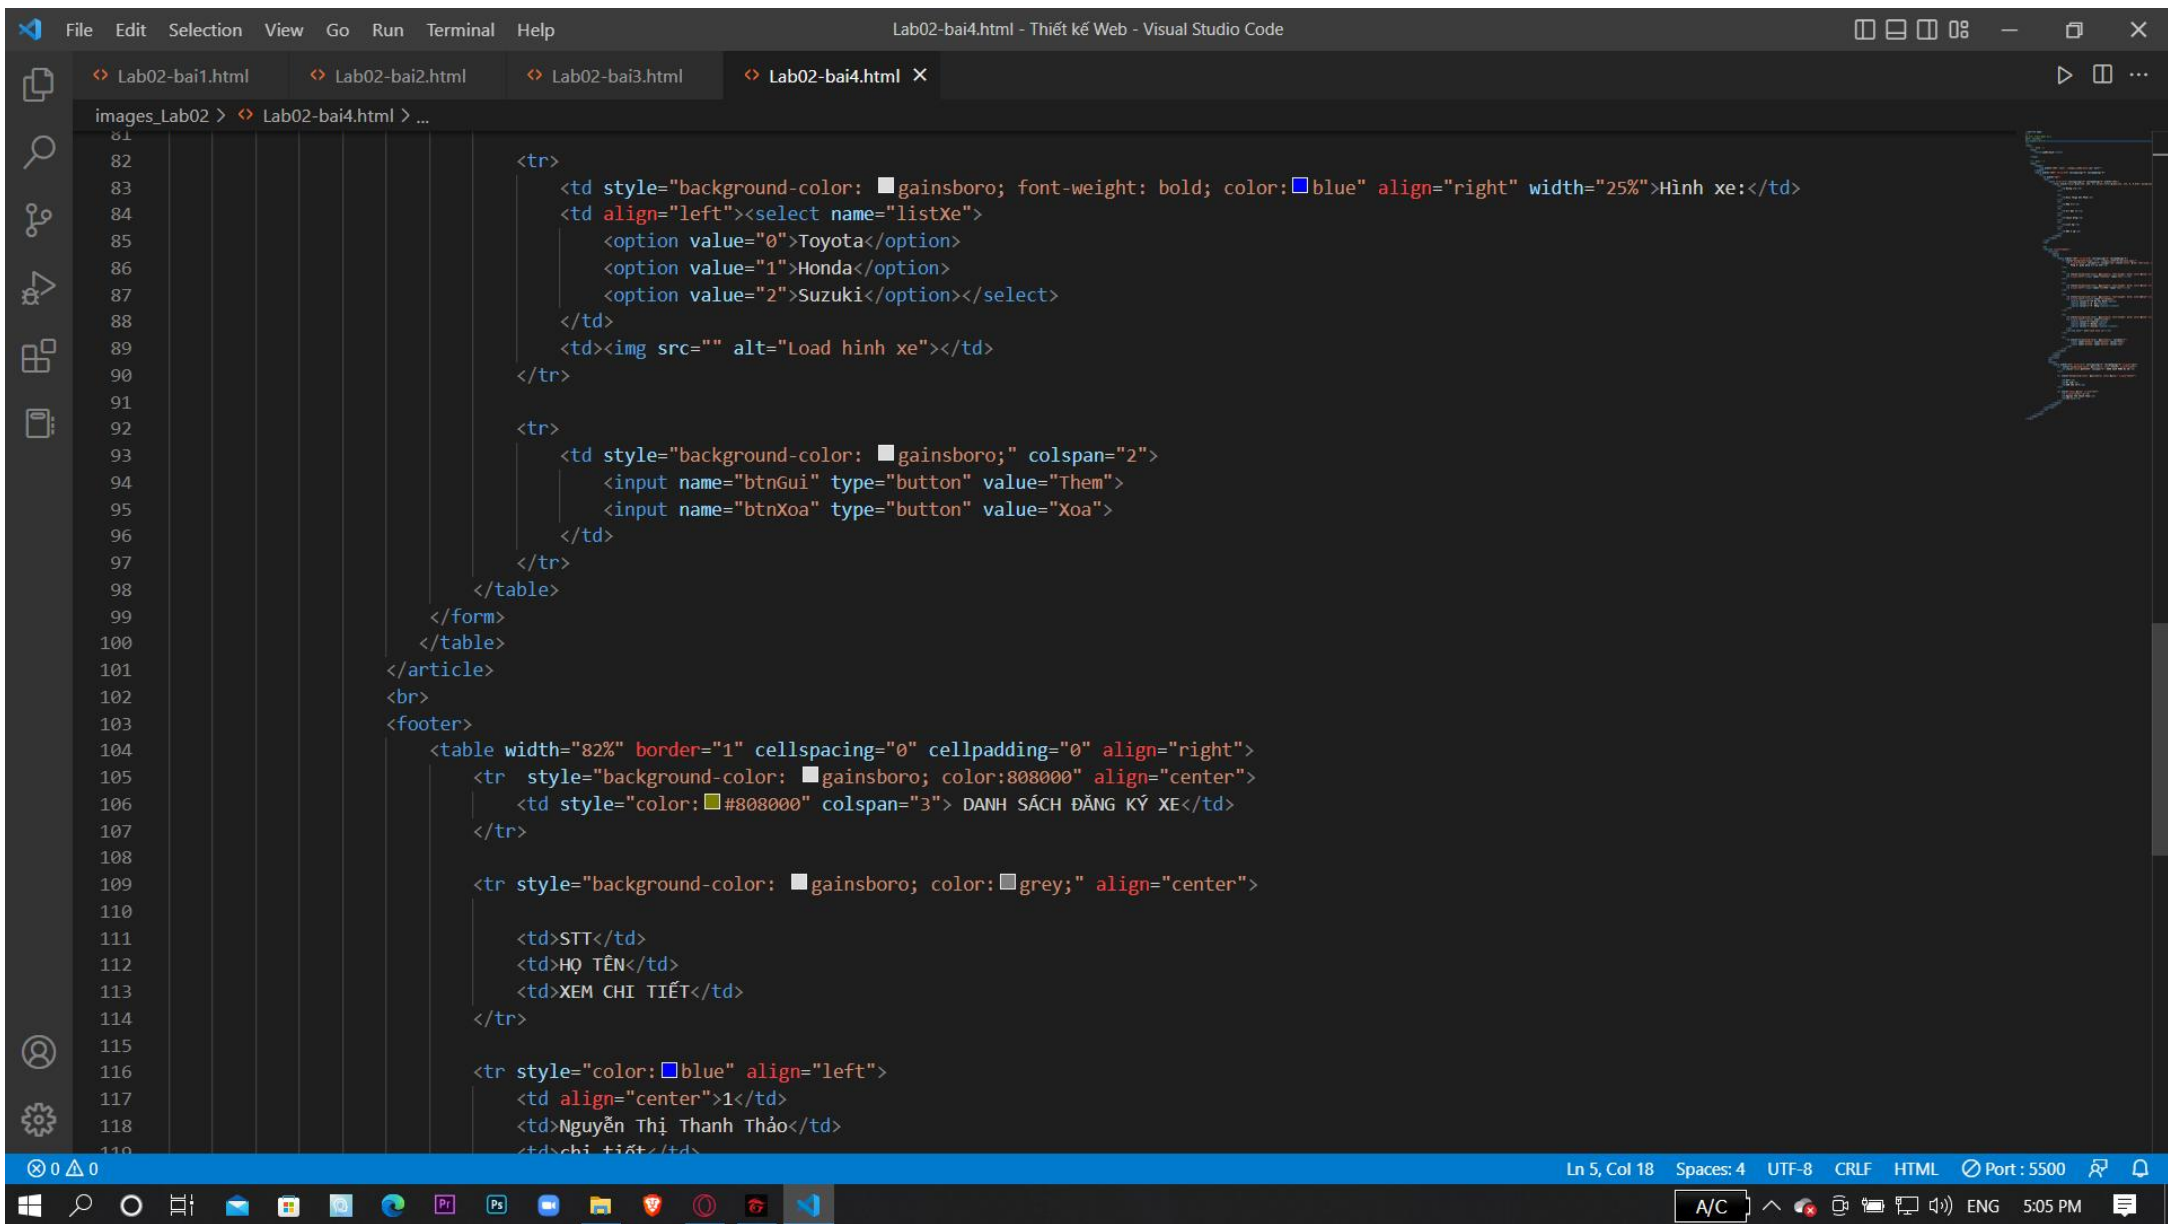 File Edit Selection View Go Run Terminal Help Lab02-bai4.html - Thiết kế Web - Visual Studio Code
Lab02-bai1.html Lab02-bai2.html Lab02-bai3.html Lab02-bai4.html
images_Lab02 > Lab02-bai4.html > ...
81
82 <tr>
83 <td style="background-color: gainsboro; font-weight: bold; color:blue" align="right" width="25%">Hình xe:</td>
84 <td align="left"><select name="listXe">
85 <option value="0">Toyota</option>
86 <option value="1">Honda</option>
87 <option value="2">Suzuki</option></select>
88 </td>
89 <td><img src="" alt="Load hinh xe"></td>
90 </tr>
91
92 <tr>
93 <td style="background-color: gainsboro;" colspan="2">
94 <input name="btnGui" type="button" value="Them">
95 <input name="btnXoa" type="button" value="Xoa">
96 </td>
97 </tr>
98 </table>
99 </form>
100 </table>
101 </article>
102 <br>
103 <footer>
104 <table width="82%" border="1" cellspacing="0" cellpadding="0" align="right">
105 <tr style="background-color: gainsboro; color:808000" align="center">
106 <td style="color:#808000" colspan="3"> DANH SÁCH ĐĂNG KÝ XE</td>
107 </tr>
108
109 <tr style="background-color: gainsboro; color:grey;" align="center">
110
111 <td>STT</td>
112 <td>HỌ TÊN</td>
113 <td>XEM CHI TIẾT</td>
114 </tr>
115
116 <tr style="color:blue" align="left">
117 <td align="center">1</td>
118 <td>Nguyễn Thị Thanh Thảo</td>
119 <td>chi tiết</td>
0 0 Ln 5, Col 18 Spaces: 4 UTF-8 CRLF HTML Port : 5500
Pr Ps A/C ENG 5:05 PM